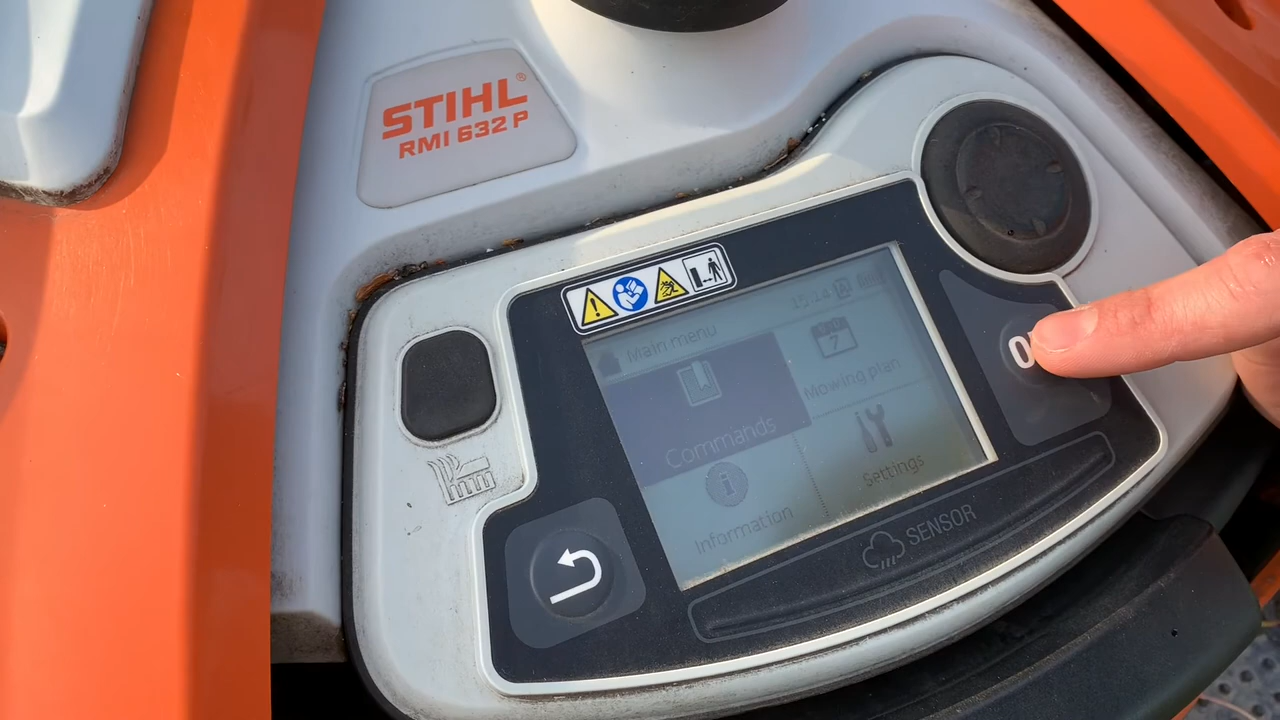 STIHL®
RMI 632 P
Main menu
Commands
Mowing plan
7
Information
Settings
SENSOR